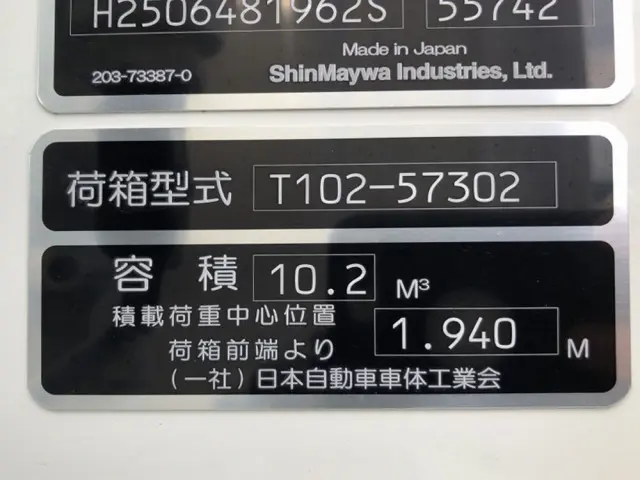 H2506481962S 55742
Made in Japan
203-73387-0 ShinMaywa Industries, Ltd.
荷箱型式 T102-57302
容積 10.2 M³
積載荷重中心位置
荷箱前端より 1.940 M
(一社)日本自動車車体工業会